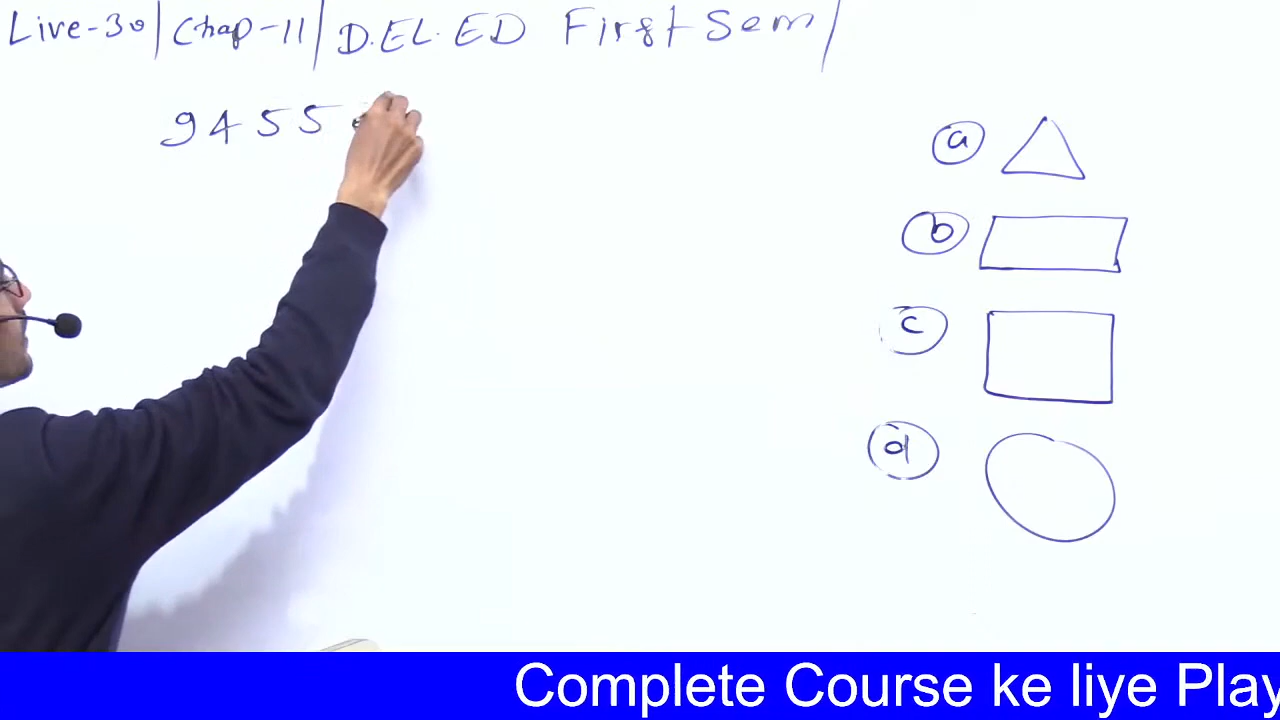 Live-30/Chap-11/D.EL.ED First Sem/
9455
a
b
c
d
Complete Course ke liye Play